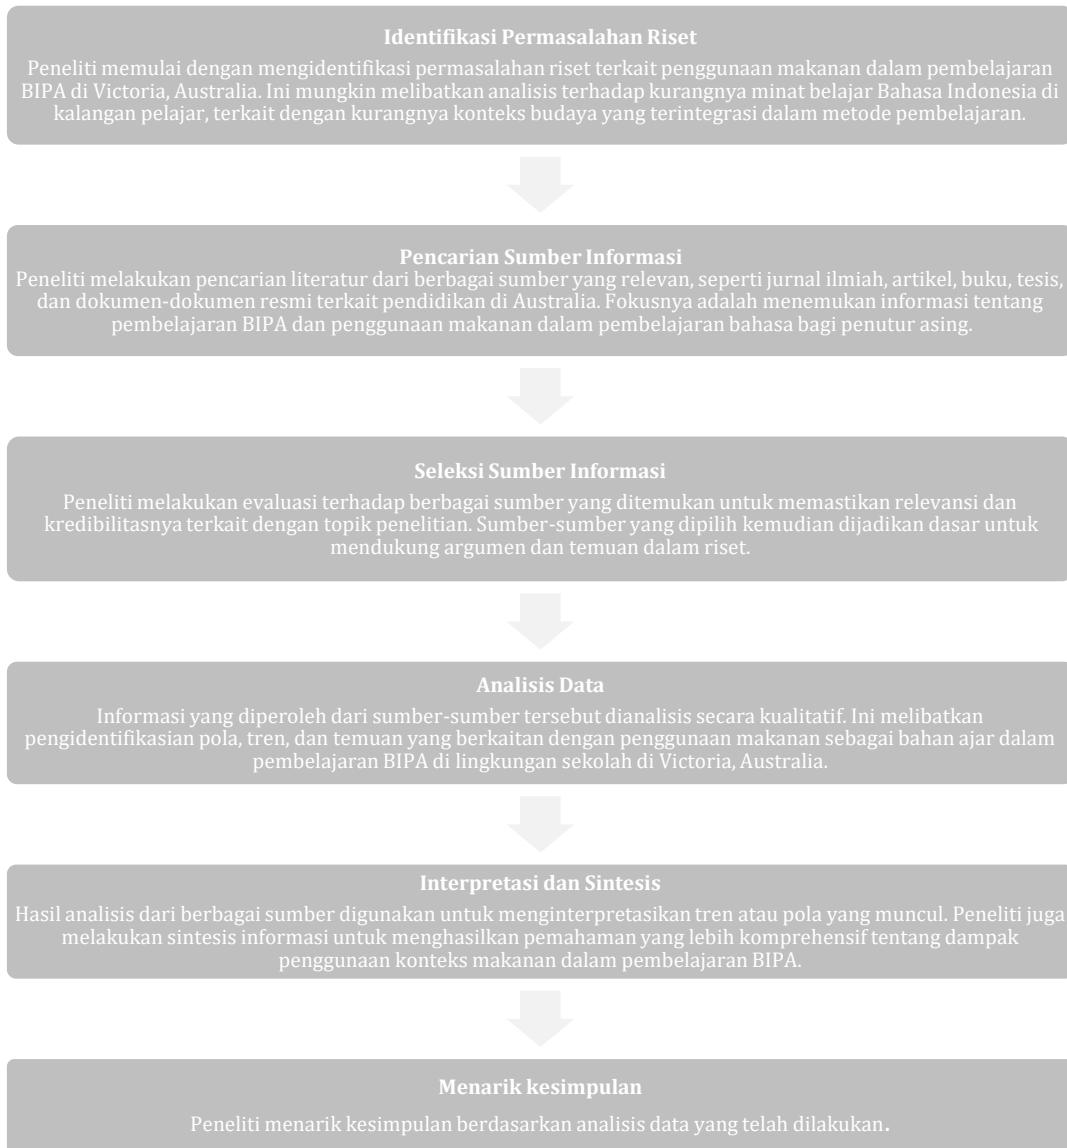 Identifikasi Permasalahan Riset
Peneliti memulai dengan mengidentifikasi permasalahan riset terkait penggunaan makanan dalam pembelajaran
BIPA di Victoria, Australia. Ini mungkin melibatkan analisis terhadap kurangnya minat belajar Bahasa Indonesia di
kalangan pelajar, terkait dengan kurangnya konteks budaya yang terintegrasi dalam metode pembelajaran.
Pencarian Sumber Informasi
Peneliti melakukan pencarian literatur dari berbagai sumber yang relevan, seperti jurnal ilmiah, artikel, buku, tesis,
dan dokumen-dokumen resmi terkait pendidikan di Australia. Fokusnya adalah menemukan informasi tentang
pembelajaran BIPA dan penggunaan makanan dalam pembelajaran bahasa bagi penutur asing.
Seleksi Sumber Informasi
Peneliti melakukan evaluasi terhadap berbagai sumber yang ditemukan untuk memastikan relevansi dan
kredibilitasnya terkait dengan topik penelitian. Sumber-sumber yang dipilih kemudian dijadikan dasar untuk
mendukung argumen dan temuan dalam riset.
Analisis Data
Informasi yang diperoleh dari sumber-sumber tersebut dianalisis secara kualitatif. Ini melibatkan
pengidentifikasian pola, tren, dan temuan yang berkaitan dengan penggunaan makanan sebagai bahan ajar dalam
pembelajaran BIPA di lingkungan sekolah di Victoria, Australia.
Interpretasi dan Sintesis
Hasil analisis dari berbagai sumber digunakan untuk menginterpretasikan tren atau pola yang muncul. Peneliti juga
melakukan sintesis informasi untuk menghasilkan pemahaman yang lebih komprehensif tentang dampak
penggunaan konteks makanan dalam pembelajaran BIPA.
Menarik kesimpulan
Peneliti menarik kesimpulan berdasarkan analisis data yang telah dilakukan.